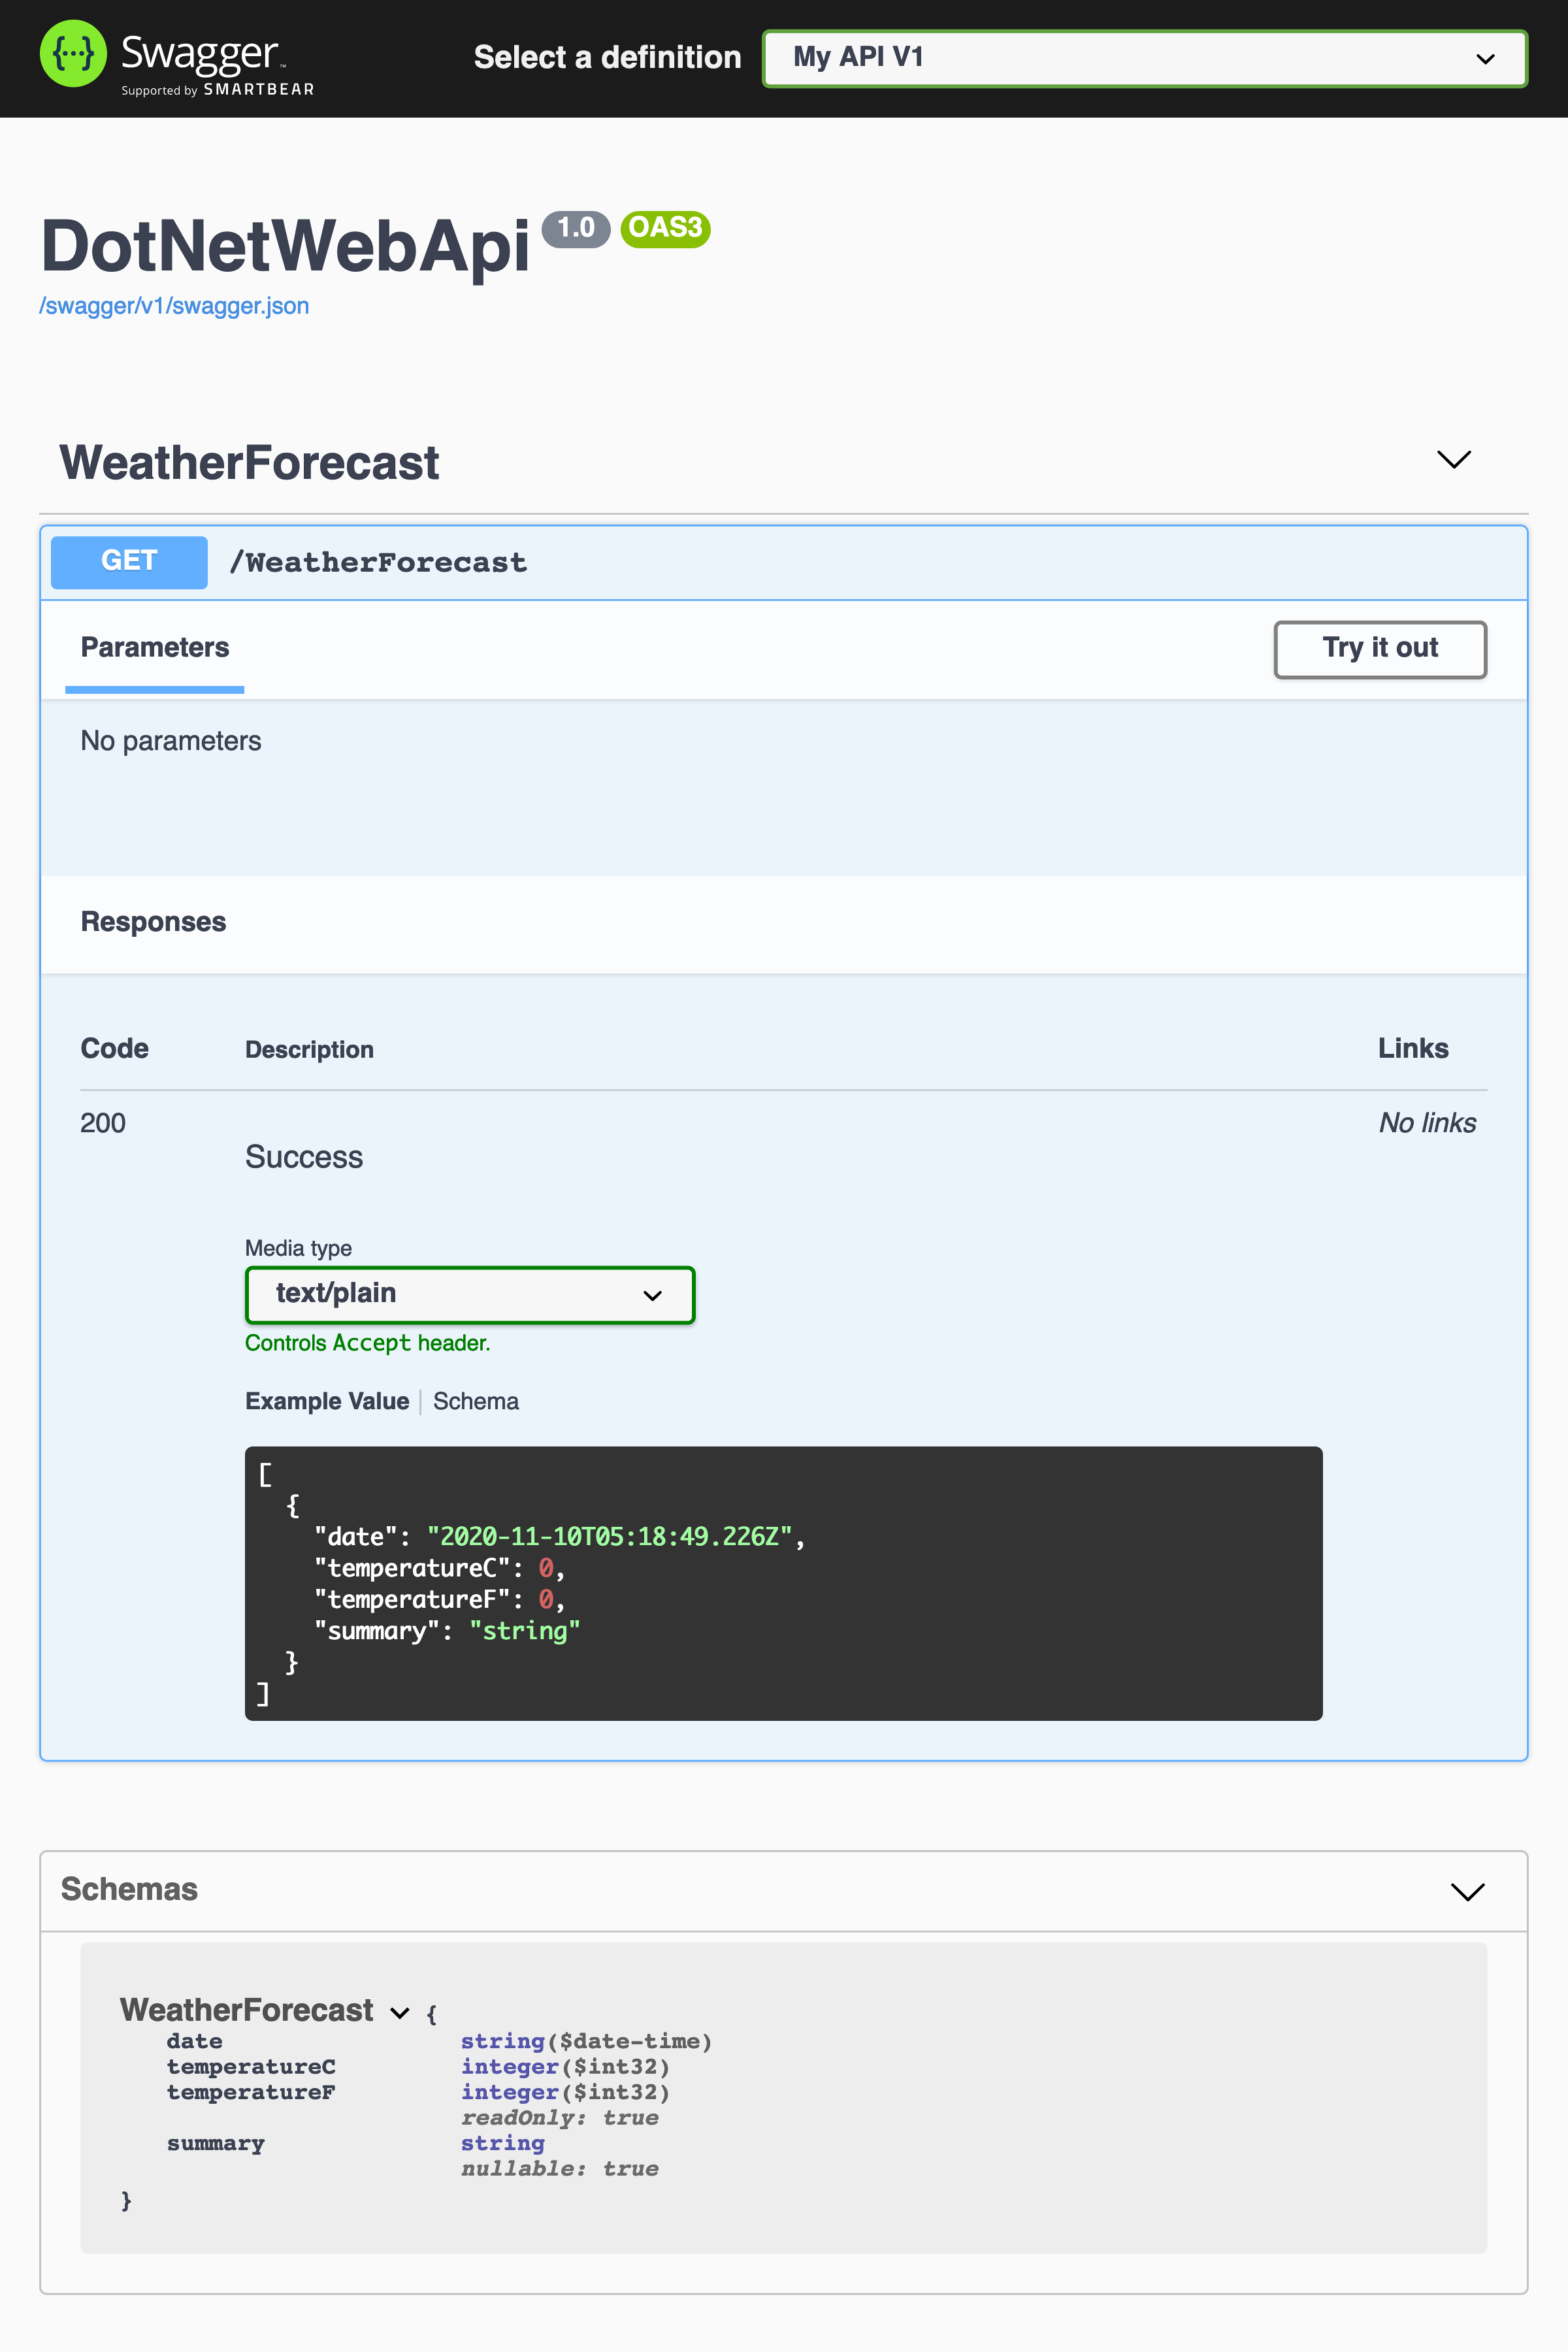 {···} Swagger™
Supported by SMARTBEAR
Select a definition
My API V1
DotNetWebApi 1.0 OAS3
/swagger/v1/swagger.json
WeatherForecast
GET /WeatherForecast
Parameters
Try it out
No parameters
Responses
Code Description Links
200 No links
Success
Media type
text/plain
Controls Accept header.
Example Value | Schema
[
  {
    "date": "2020-11-10T05:18:49.226Z",
    "temperatureC": 0,
    "temperatureF": 0,
    "summary": "string"
  }
]
Schemas
WeatherForecast {
date string($date-time)
temperatureC integer($int32)
temperatureF integer($int32)
readOnly: true
summary string
nullable: true
}